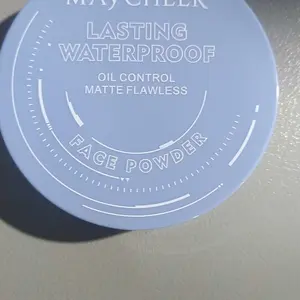 MAYCHEER
LASTING
WATERPROOF
OIL CONTROL
MATTE FLAWLESS
FACE POWDER